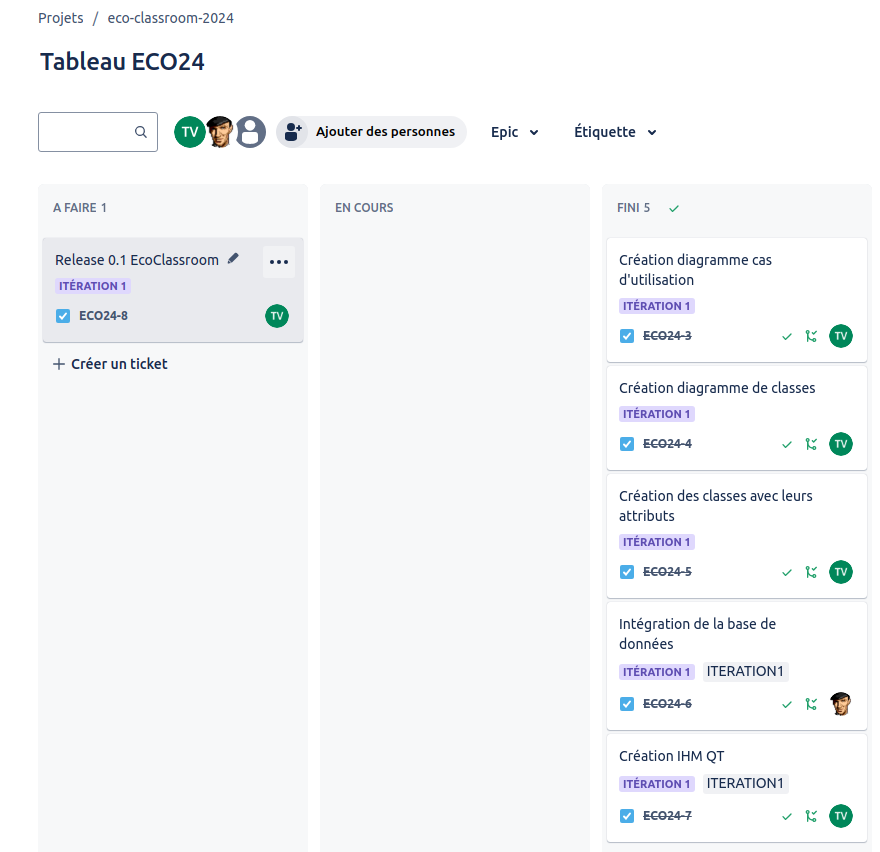 Projets / eco-classroom-2024
Tableau ECO24
TV
Ajouter des personnes
Epic
Étiquette
A FAIRE 1
Release 0.1 EcoClassroom
ITÉRATION 1
ECO24-8
TV
+ Créer un ticket
EN COURS
FINI 5
Création diagramme cas
d'utilisation
ITÉRATION 1
ECO24-3
TV
Création diagramme de classes
ITÉRATION 1
ECO24-4
TV
Création des classes avec leurs
attributs
ITÉRATION 1
ECO24-5
TV
Intégration de la base de
données
ITÉRATION 1 ITERATION1
ECO24-6
Création IHM QT
ITÉRATION 1 ITERATION1
ECO24-7
TV